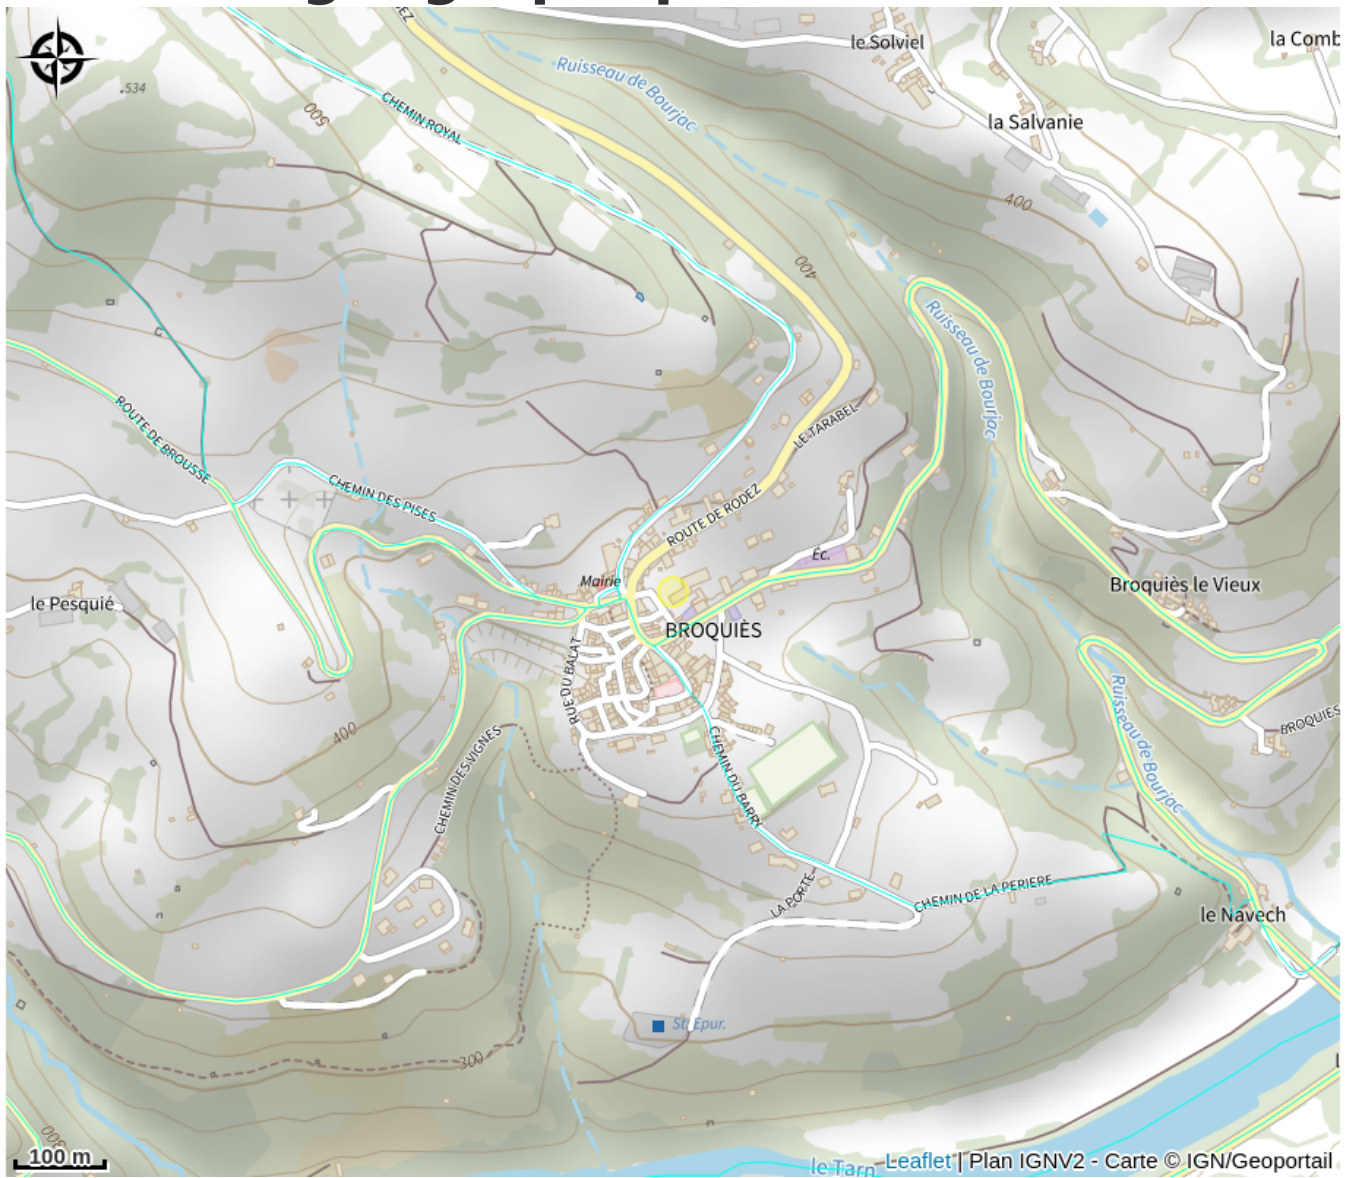 le Solviel
la Comb
Ruisseau de Bourjac
534
CHEMIN ROYAL
500
la Salvanie
400
400
Ruisseau de Bourjac
ROUTE DE BROUSSE
LE TARABEL
CHEMIN DES PISES
ROUTE DE RODEZ
Éc.
Mairie
le Pesquié
Broquiès le Vieux
BROQUIÈS
RUE DU BALAT
400
Ruisseau de Bourjac
BROQUIES
CHEMIN DES VIGNES
CHEMIN DU BARRY
LA PORTE
CHEMIN DE LA PERIERE
le Navech
St. Epur.
300
300
100 m
le Tarn
Leaflet | Plan IGNV2 - Carte © IGN/Geoportail